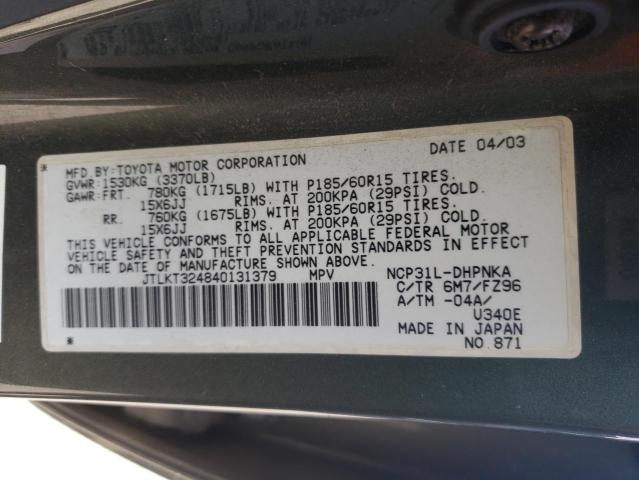 MFD.BY:TOYOTA MOTOR CORPORATION DATE 04/03
GVWR:1530KG (3370LB)
GAWR:FRT. 780KG (1715LB) WITH P185/60R15 TIRES.
15X6JJ RIMS. AT 200KPA (29PSI) COLD.
RR. 760KG (1675LB) WITH P185/60R15 TIRES.
15X6JJ RIMS. AT 200KPA (29PSI) COLD.
THIS VEHICLE CONFORMS TO ALL APPLICABLE FEDERAL MOTOR
VEHICLE SAFETY AND THEFT PREVENTION STANDARDS IN EFFECT
ON THE DATE OF MANUFACTURE SHOWN ABOVE.
JTLKT324840131379 MPV NCP31L-DHPNKA
C/TR 6M7/FZ96
A/TM -04A/
U340E
MADE IN JAPAN
NO.871